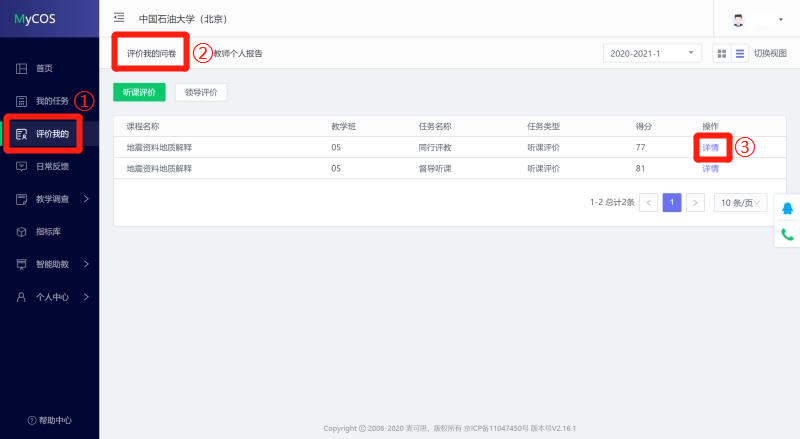 MyCOS
中国石油大学（北京）
首页
我的任务
①
评价我的
日常反馈
教学调查
指标库
智能助教
个人中心
帮助中心
评价我的问卷
②
教师个人报告
2020-2021-1
切换视图
听课评价
领导评价
课程名称 教学班 任务名称 任务类型 得分 操作
地震资料地质解释 05 同行评教 听课评价 77 详情
③
地震资料地质解释 05 督导听课 听课评价 81 详情
1-2 总计2条 < 1 > 10 条/页
Copyright © 2006-2020 麦可思，版权所有 京ICP备11047450号 版本号V2.16.1